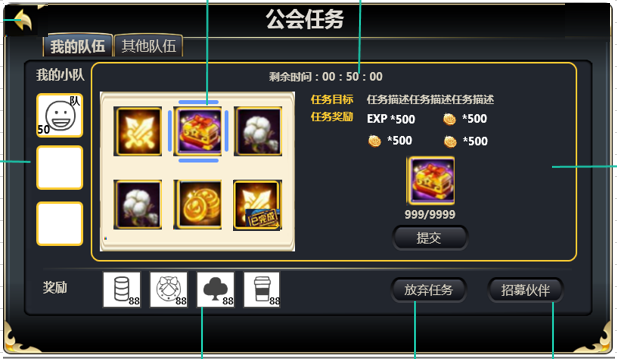 公会任务
我的队伍 其他队伍
我的小队
剩余时间：00：50：00
队
50
任务目标 任务描述任务描述任务描述
任务奖励 EXP *500 *500
*500 *500
已完成
999/9999
提交
奖励 88 88 88 88
放弃任务 招募伙伴